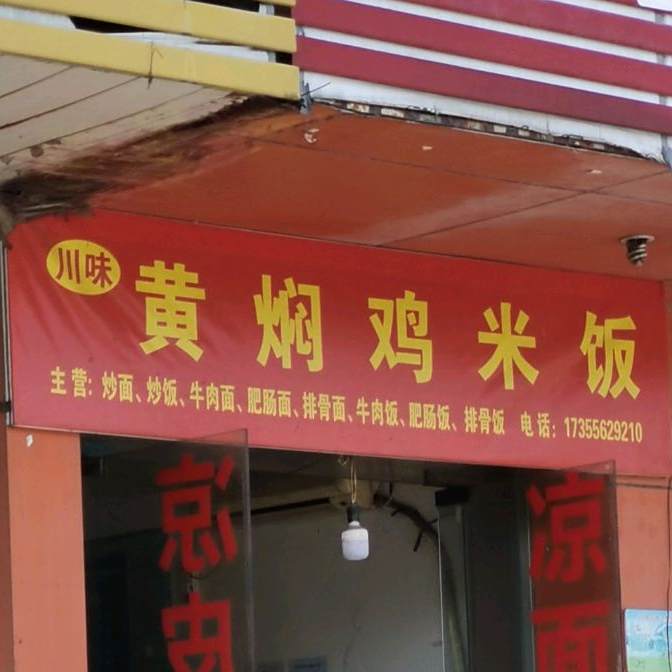 川味
黄焖鸡米饭
主营：炒面、炒饭、牛肉面、肥肠面、排骨面、牛肉饭、肥肠饭、排骨饭 电话：17355629210
凉
面
凉